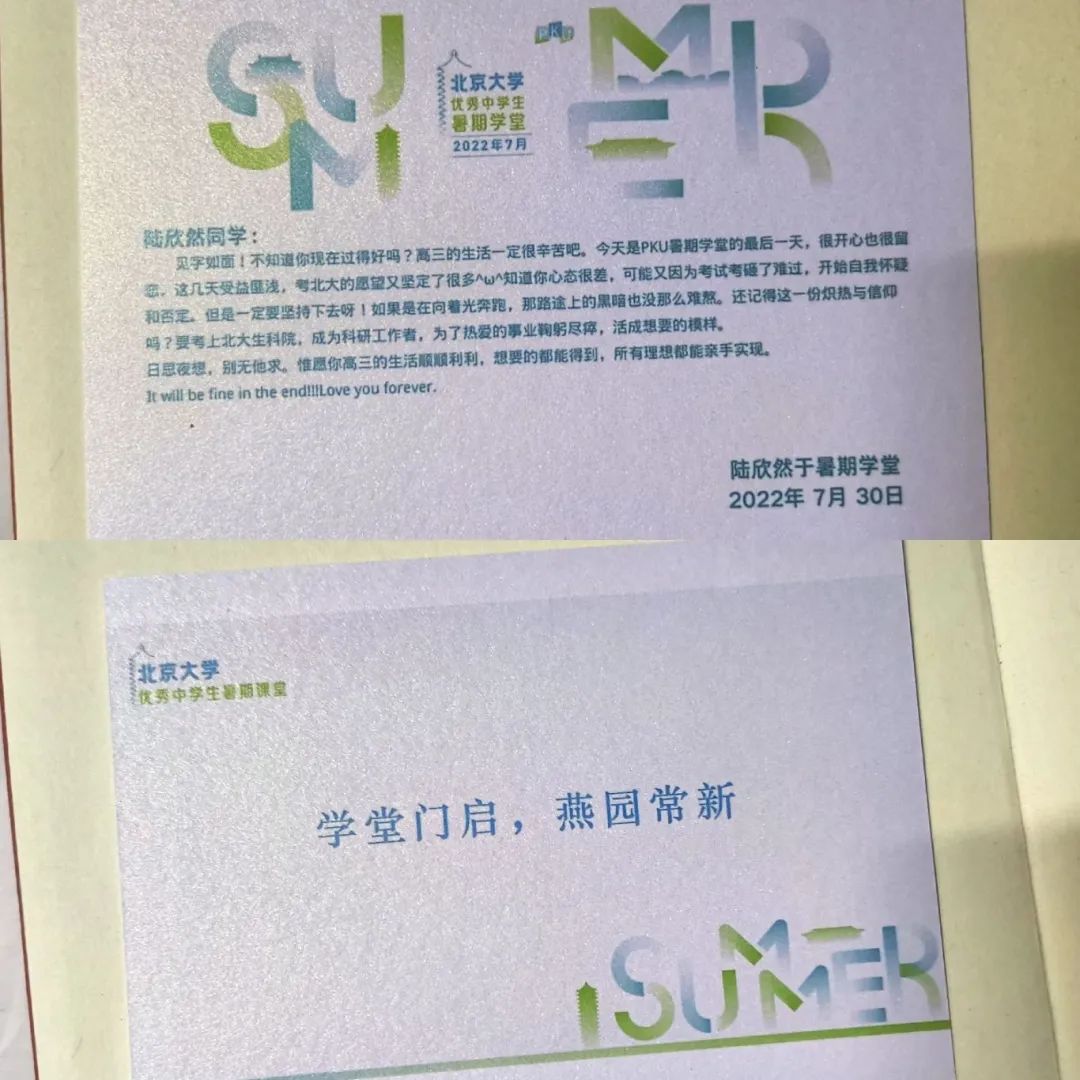 SUMMER
PKU
北京大学
优秀中学生
暑期学堂
2022年7月
陆欣然同学：
见字如面！不知道你现在过得好吗？高三的生活一定很辛苦吧。今天是PKU暑期学堂的最后一天，很开心也很留
恋。这几天受益匪浅，考北大的愿望又坚定了很多^ω^知道你心态很差，可能又因为考试考砸了难过，开始自我怀疑
和否定。但是一定要坚持下去呀！如果是在向着光奔跑，那路途上的黑暗也没那么难熬。还记得这一份炽热与信仰
吗？要考上北大生科院，成为科研工作者，为了热爱的事业鞠躬尽瘁，活成想要的模样。
日思夜想，别无他求。惟愿你高三的生活顺顺利利，想要的都能得到，所有理想都能亲手实现。
It will be fine in the end!!!Love you forever.
陆欣然于暑期学堂
2022年 7月 30日
北京大学
优秀中学生暑期课堂
学堂门启，燕园常新
SUMMER